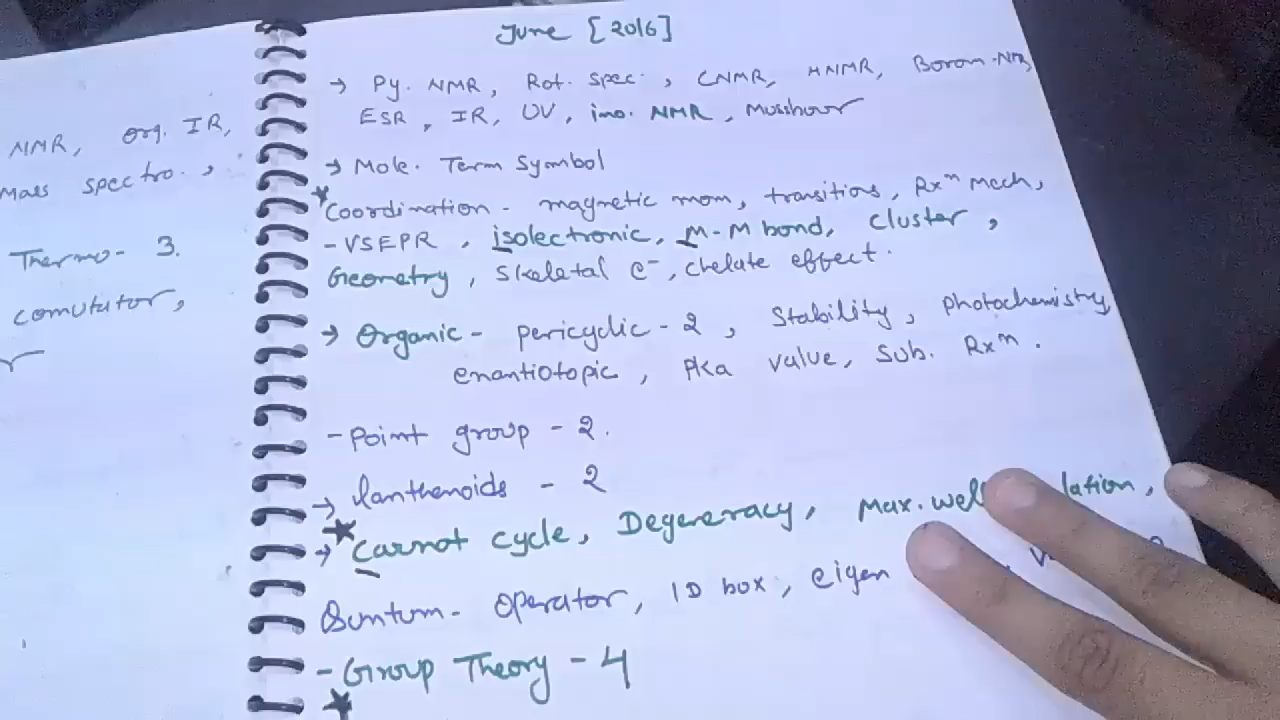 NMR, Org. IR,
Mass spectro.,
Thermo- 3.
comutator,
June [2016]
→ Py. NMR, Rot. Spec., CNMR, HNMR, Boron-NMR
ESR, IR, UV, ino. NMR, Mossbour
→ Mole. Term Symbol
★ Coordination - magnetic mom, transitions, Rxⁿ Mech,
- VSEPR, isolectronic, M-M bond, cluster,
Geometry, Skeletal e⁻, chelate effect.
→ Organic - pericyclic - 2, Stability, photochemistry,
enantiotopic, PKa value, Sub. Rxⁿ.
- Point group - 2.
→ lanthenoids - 2
★ → Carnot cycle, Degeneracy, Max.well lation,
Quntum - Operator, 1D box, eigen
- Group Theory - 4
★